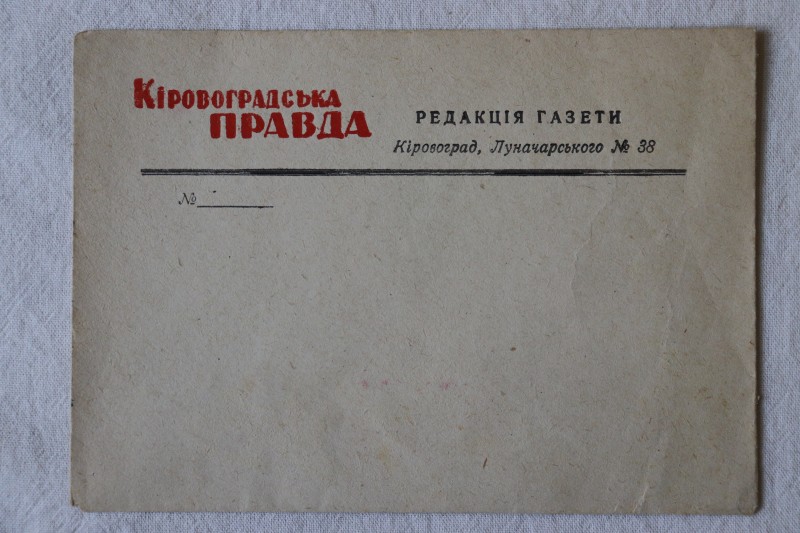 Кіровоградська
ПРАВДА
РЕДАКЦІЯ ГАЗЕТИ
Кіровоград, Луначарського № 38
№